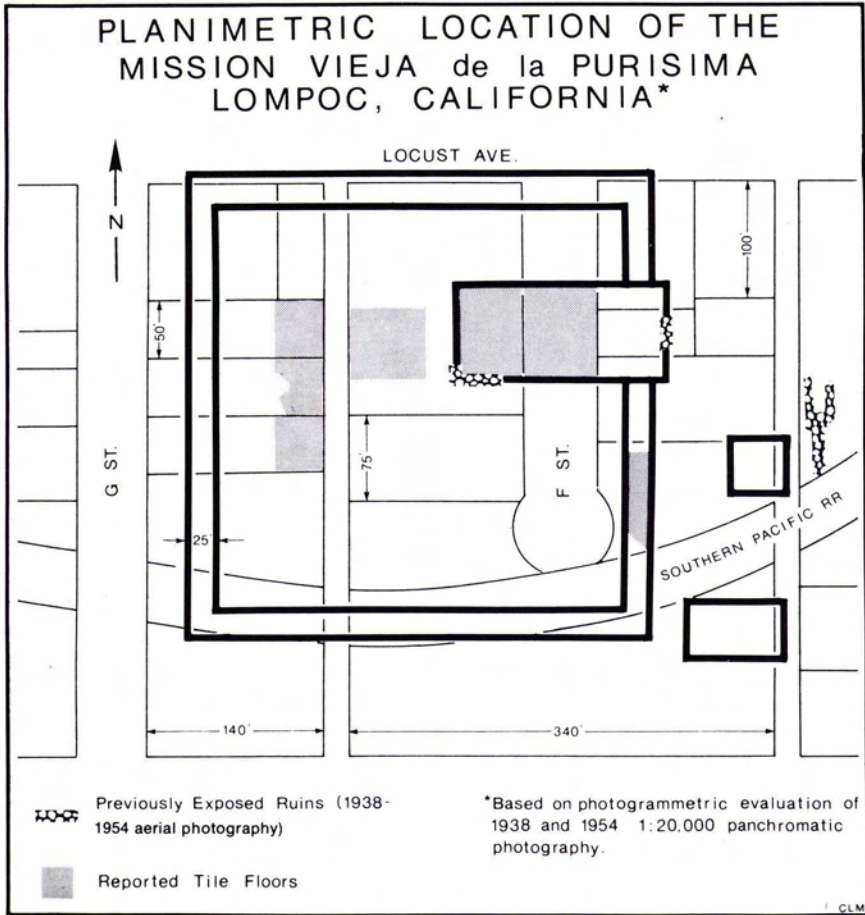 PLANIMETRIC LOCATION OF THE
MISSION VIEJA de la PURISIMA
LOMPOC, CALIFORNIA*
LOCUST AVE.
N
100'
50'
75'
G ST.
F ST.
25'
SOUTHERN PACIFIC RR
140'
340'
Previously Exposed Ruins (1938-
1954 aerial photography)
Reported Tile Floors
*Based on photogrammetric evaluation of
1938 and 1954 1:20,000 panchromatic
photography.
CLM